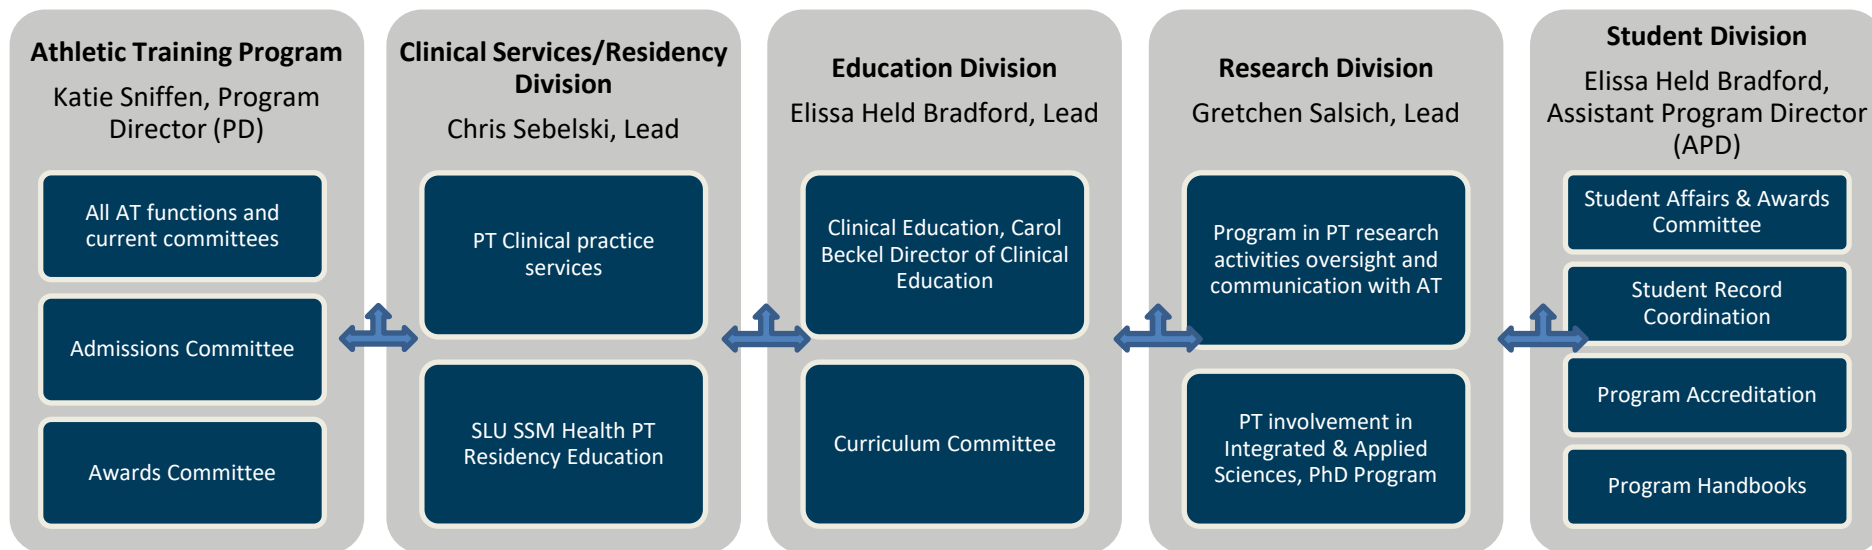 Athletic Training Program
Katie Sniffen, Program
Director (PD)
All AT functions and
current committees
Admissions Committee
Awards Committee
Clinical Services/Residency
Division
Chris Sebelski, Lead
PT Clinical practice
services
SLU SSM Health PT
Residency Education
Education Division
Elissa Held Bradford, Lead
Clinical Education, Carol
Beckel Director of Clinical
Education
Curriculum Committee
Research Division
Gretchen Salsich, Lead
Program in PT research
activities oversight and
communication with AT
PT involvement in
Integrated & Applied
Sciences, PhD Program
Student Division
Elissa Held Bradford,
Assistant Program Director
(APD)
Student Affairs & Awards
Committee
Student Record
Coordination
Program Accreditation
Program Handbooks